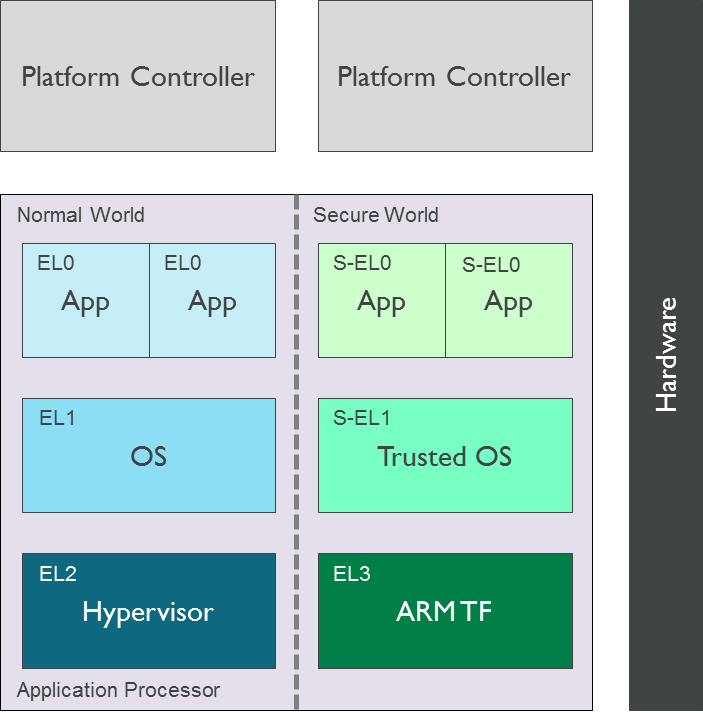 Platform Controller
Platform Controller
Normal World
Secure World
EL0
App
EL0
App
S-EL0
App
S-EL0
App
EL1
OS
S-EL1
Trusted OS
EL2
Hypervisor
EL3
ARM TF
Application Processor
Hardware